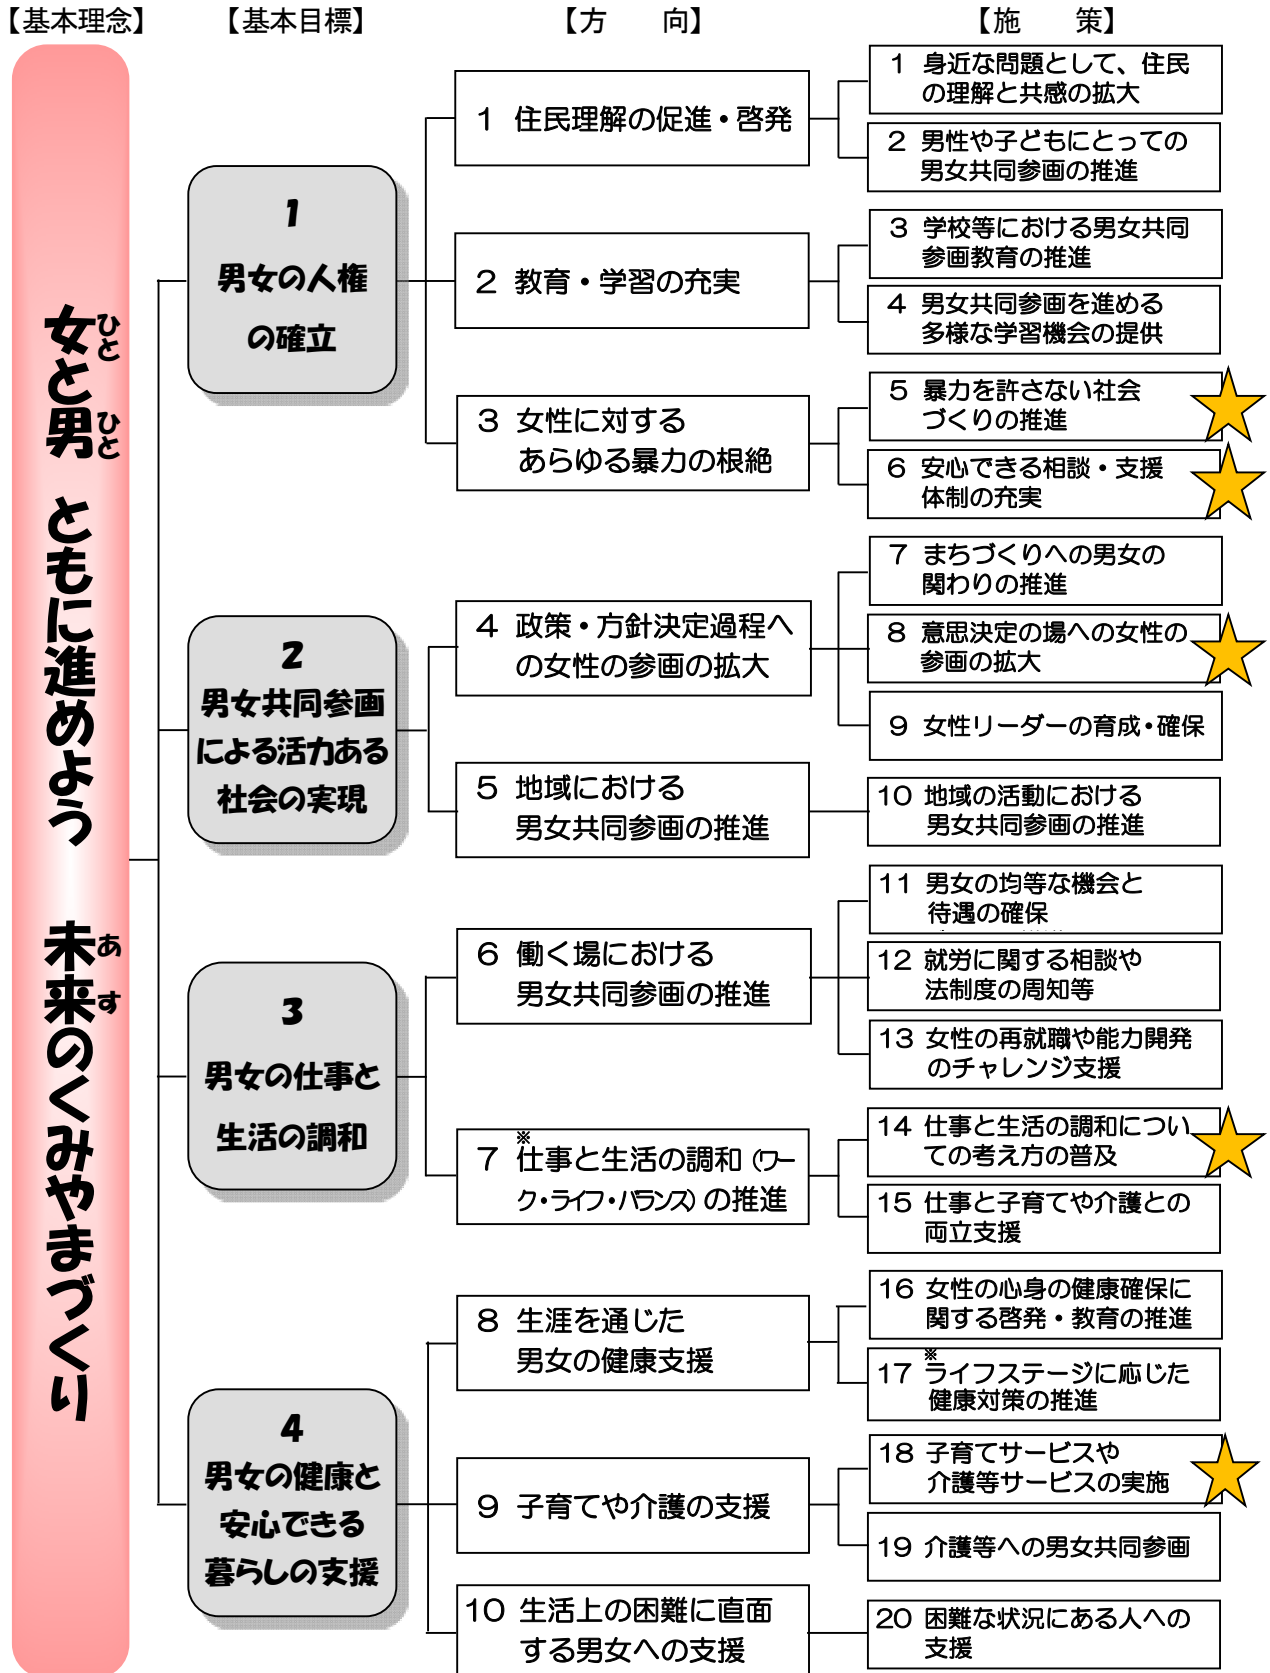 【基本理念】
【基本目標】
【方　向】
【施　策】
女と男　ともに進めよう　未来のくみやまづくり
ひと
ひと
あす
1
男女の人権
の確立
1 住民理解の促進・啓発
1 身近な問題として、住民
の理解と共感の拡大
2 男性や子どもにとっての
男女共同参画の推進
2 教育・学習の充実
3 学校等における男女共同
参画教育の推進
4 男女共同参画を進める
多様な学習機会の提供
3 女性に対する
あらゆる暴力の根絶
5 暴力を許さない社会
づくりの推進
6 安心できる相談・支援
体制の充実
2
男女共同参画
による活力ある
社会の実現
4 政策・方針決定過程へ
の女性の参画の拡大
7 まちづくりへの男女の
関わりの推進
8 意思決定の場への女性の
参画の拡大
9 女性リーダーの育成・確保
5 地域における
男女共同参画の推進
10 地域の活動における
男女共同参画の推進
3
男女の仕事と
生活の調和
6 働く場における
男女共同参画の推進
11 男女の均等な機会と
待遇の確保
12 就労に関する相談や
法制度の周知等
13 女性の再就職や能力開発
のチャレンジ支援
※
7 仕事と生活の調和（ワー
ク・ライフ・バランス）の推進
14 仕事と生活の調和につい
ての考え方の普及
15 仕事と子育てや介護との
両立支援
4
男女の健康と
安心できる
暮らしの支援
8 生涯を通じた
男女の健康支援
16 女性の心身の健康確保に
関する啓発・教育の推進
※
17 ライフステージに応じた
健康対策の推進
9 子育てや介護の支援
18 子育てサービスや
介護等サービスの実施
19 介護等への男女共同参画
10 生活上の困難に直面
する男女への支援
20 困難な状況にある人への
支援